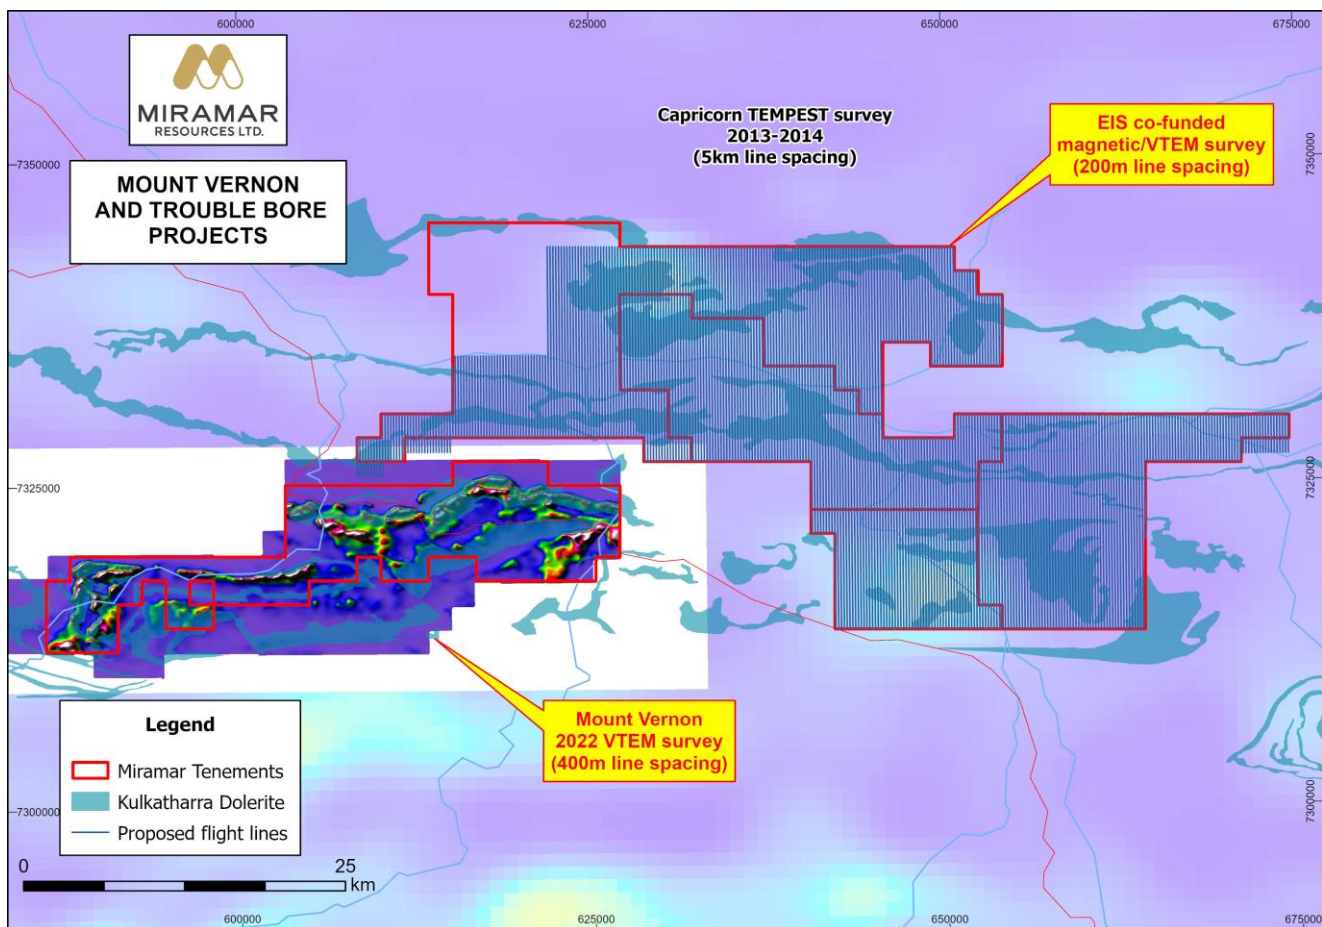 600000
625000
650000
675000
MIRAMAR
RESOURCES LTD.
Capricorn TEMPEST survey
2013-2014
(5km line spacing)
EIS co-funded
magnetic/VTEM survey
(200m line spacing)
7350000
7350000
MOUNT VERNON
AND TROUBLE BORE
PROJECTS
7325000
7325000
Mount Vernon
2022 VTEM survey
(400m line spacing)
Legend
Miramar Tenements
Kulkatharra Dolerite
Proposed flight lines
7300000
7300000
0
25
km
600000
625000
650000
675000